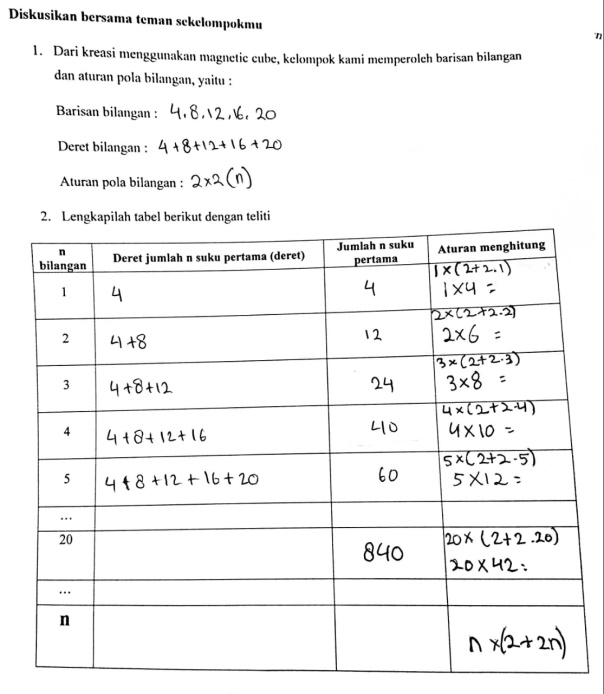 Diskusikan bersama teman sekelompokmu
n
1. Dari kreasi menggunakan magnetic cube, kelompok kami memperoleh barisan bilangan
dan aturan pola bilangan, yaitu :
Barisan bilangan : 4, 8, 12, 16, 20
Deret bilangan : 4+8+12+16+20
Aturan pola bilangan : 2×2(n)
2. Lengkapilah tabel berikut dengan teliti
n bilangan | Deret jumlah n suku pertama (deret) | Jumlah n suku pertama | Aturan menghitung
1 | 4 | 4 | 1×(2+2.1)
1×4 =
2 | 4+8 | 12 | 2×(2+2.2)
2×6 =
3 | 4+8+12 | 24 | 3×(2+2.3)
3×8 =
4 | 4+8+12+16 | 40 | 4×(2+2.4)
4×10 =
5 | 4+8+12+16+20 | 60 | 5×(2+2.5)
5×12 =
...
20 | 840 | 20×(2+2.20)
20×42 =
...
n | n×(2+2n)